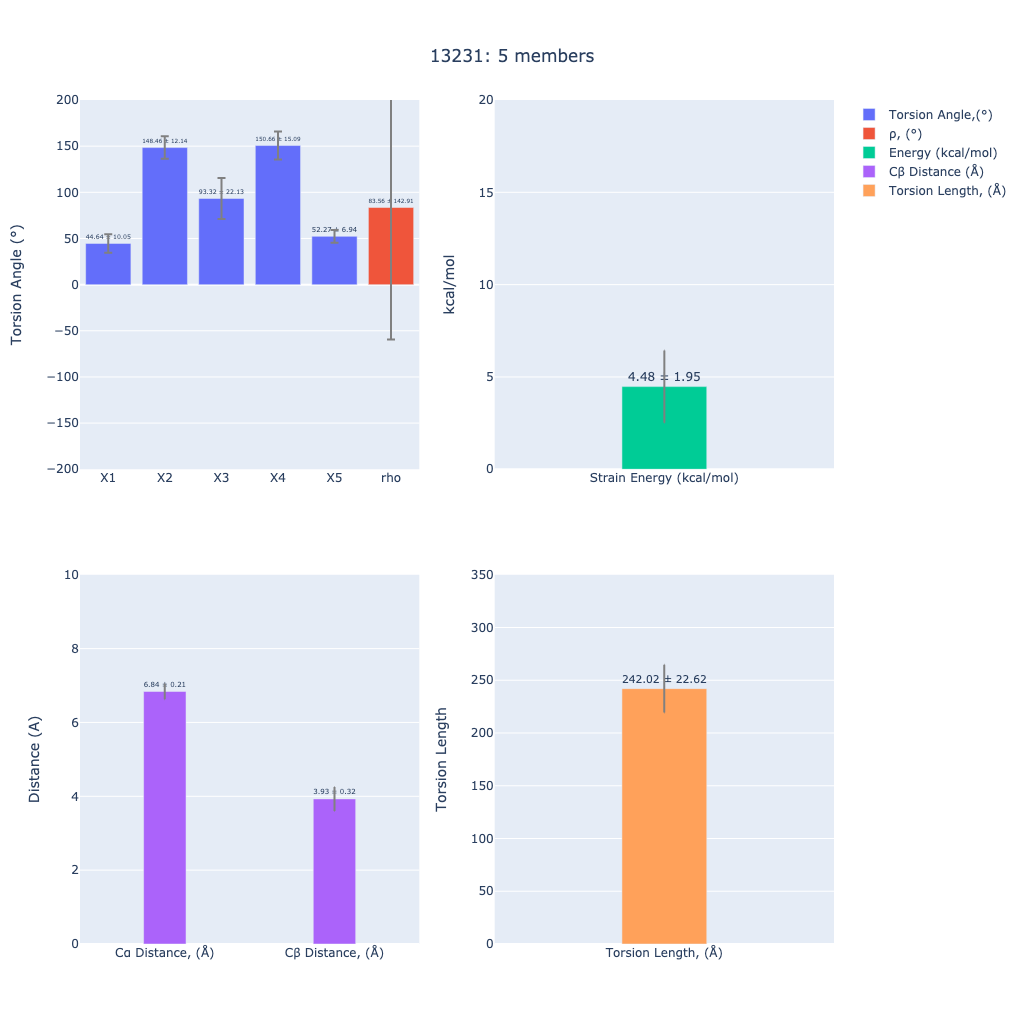 13231: 5 members
Torsion Angle (°)
200
150
100
50
0
−50
−100
−150
−200
44.64 ± 10.05
148.46 ± 12.14
93.32 ± 22.13
150.66 ± 15.09
52.27 ± 6.94
83.56 ± 142.91
X1 X2 X3 X4 X5 rho
kcal/mol
20
15
10
5
0
4.48 ± 1.95
Strain Energy (kcal/mol)
Torsion Angle,(°)
ρ, (°)
Energy (kcal/mol)
Cβ Distance (Å)
Torsion Length, (Å)
Distance (A)
10
8
6
4
2
0
6.84 ± 0.21
3.93 ± 0.32
Cα Distance, (Å) Cβ Distance, (Å)
Torsion Length
350
300
250
200
150
100
50
0
242.02 ± 22.62
Torsion Length, (Å)